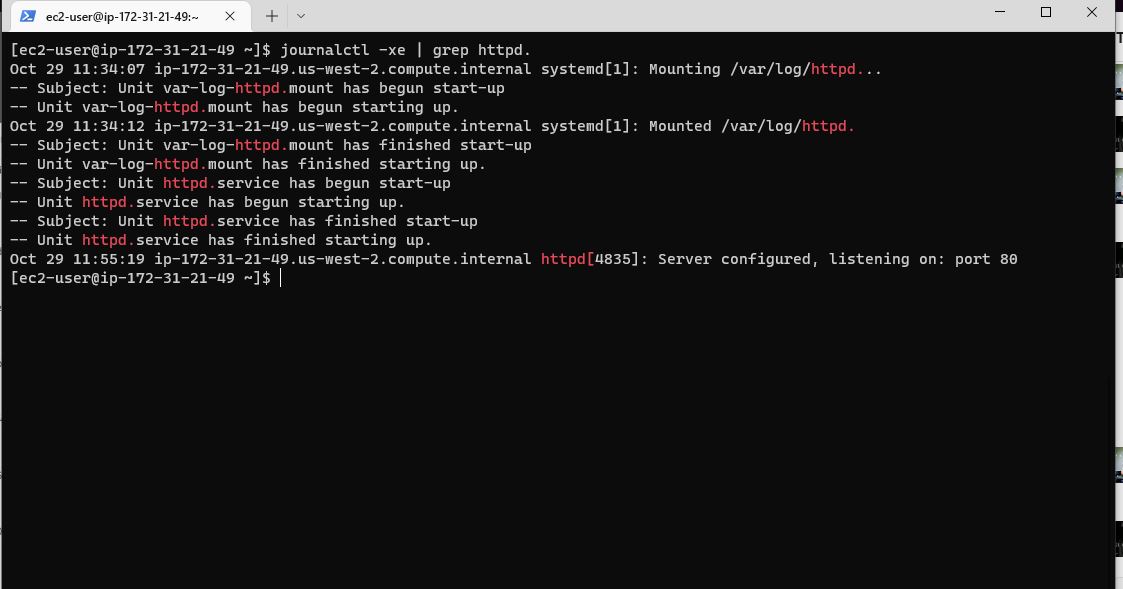 ec2-user@ip-172-31-21-49:~
[ec2-user@ip-172-31-21-49 ~]$ journalctl -xe | grep httpd.
Oct 29 11:34:07 ip-172-31-21-49.us-west-2.compute.internal systemd[1]: Mounting /var/log/httpd...
-- Subject: Unit var-log-httpd.mount has begun start-up
-- Unit var-log-httpd.mount has begun starting up.
Oct 29 11:34:12 ip-172-31-21-49.us-west-2.compute.internal systemd[1]: Mounted /var/log/httpd.
-- Subject: Unit var-log-httpd.mount has finished start-up
-- Unit var-log-httpd.mount has finished starting up.
-- Subject: Unit httpd.service has begun start-up
-- Unit httpd.service has begun starting up.
-- Subject: Unit httpd.service has finished start-up
-- Unit httpd.service has finished starting up.
Oct 29 11:55:19 ip-172-31-21-49.us-west-2.compute.internal httpd[4835]: Server configured, listening on: port 80
[ec2-user@ip-172-31-21-49 ~]$